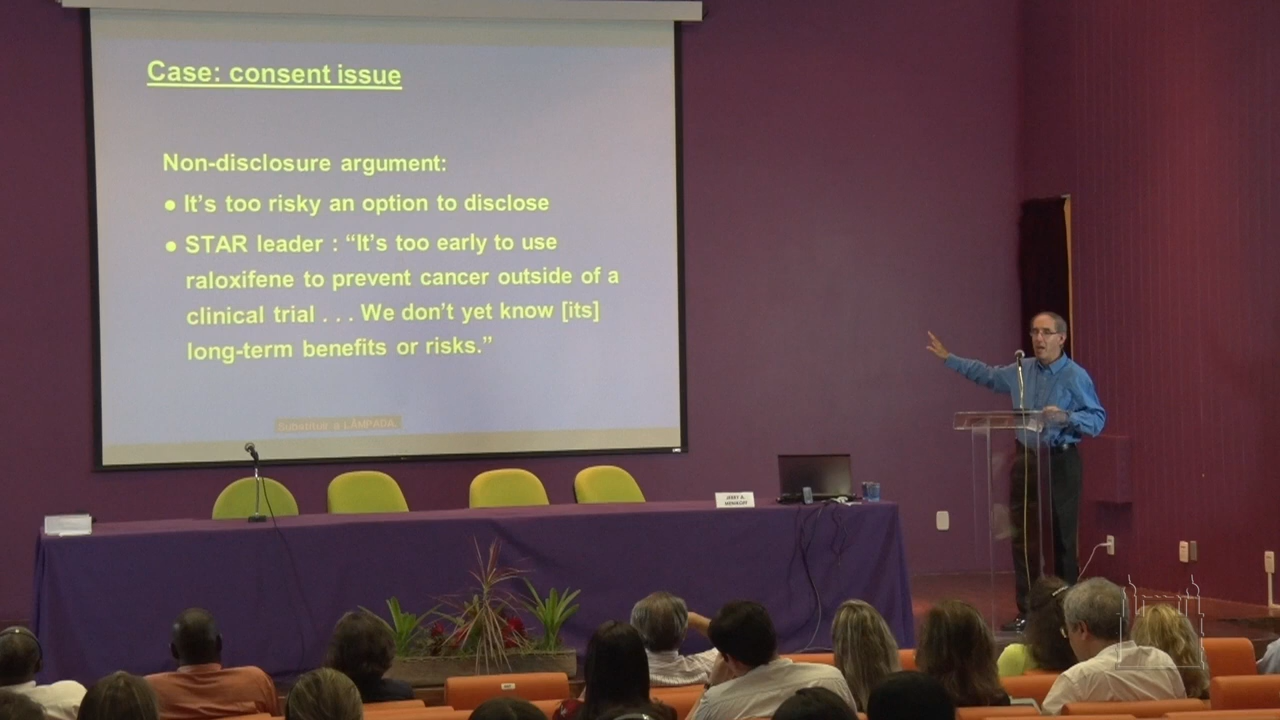 Case: consent issue
Non-disclosure argument:
● It's too risky an option to disclose
● STAR leader : “It's too early to use
raloxifene to prevent cancer outside of a
clinical trial . . . We don't yet know [its]
long-term benefits or risks.”
Substituir a LÂMPADA.
JERRY A.
MENIKOFF